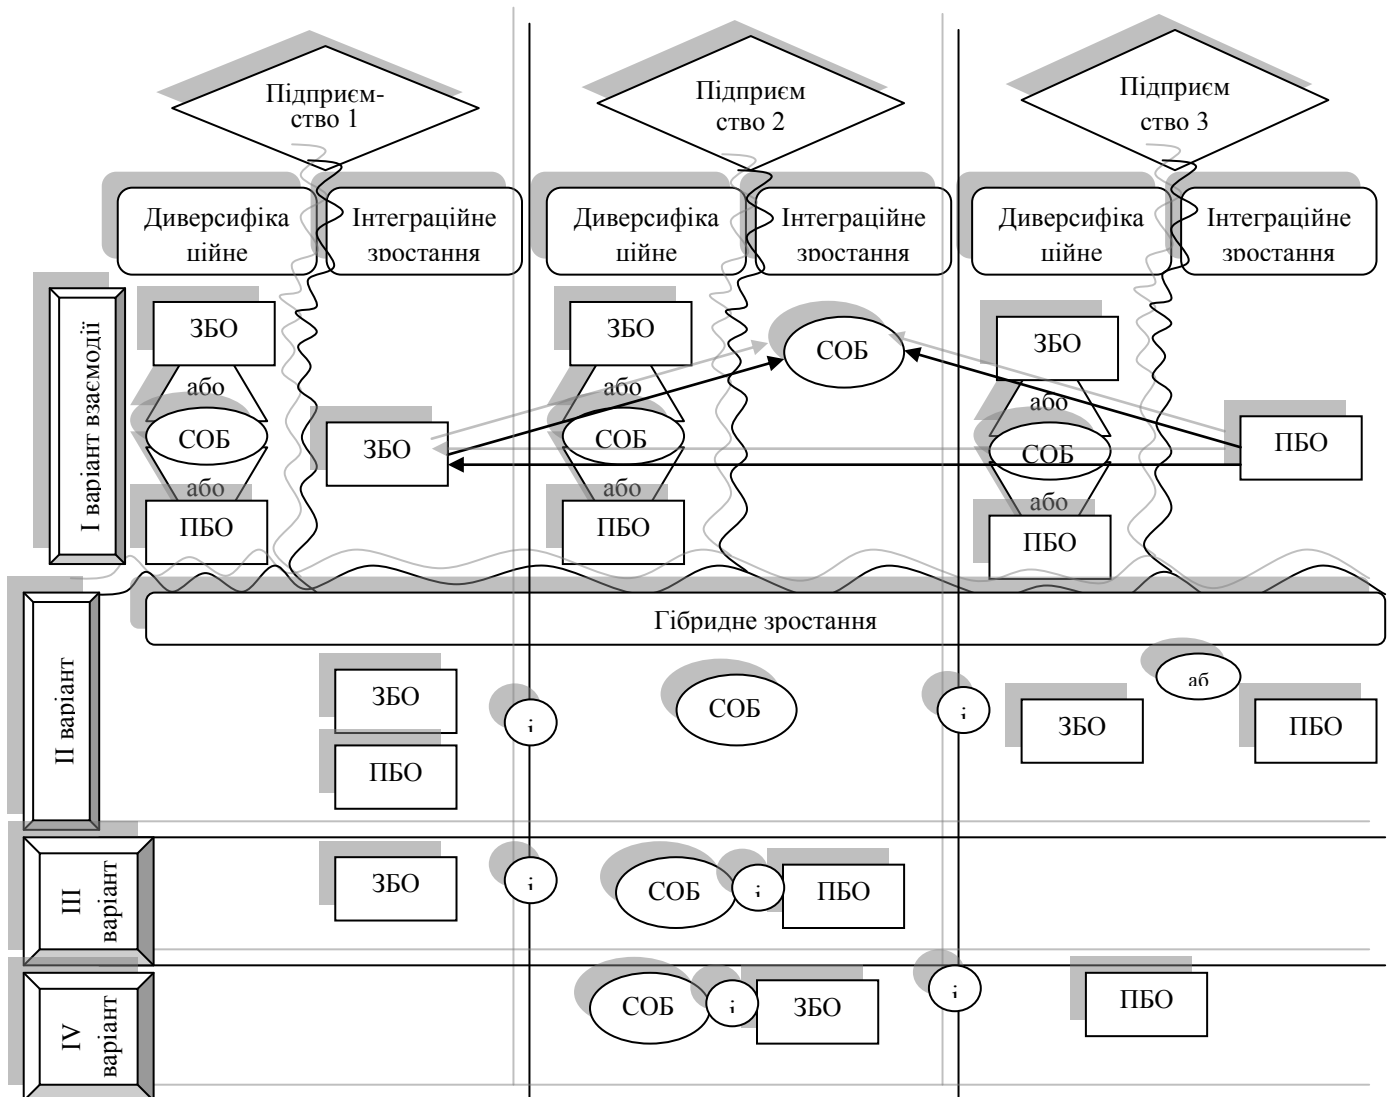 Підприєм-
ство 1
Підприєм
ство 2
Підприєм
ство 3
Диверсифіка
ційне
Інтеграційне
зростання
Диверсифіка
ційне
Інтеграційне
зростання
Диверсифіка
ційне
Інтеграційне
зростання
І варіант взаємодії
ЗБО
або
СОБ
або
ПБО
ЗБО
ЗБО
або
СОБ
або
ПБО
СОБ
ЗБО
або
СОБ
або
ПБО
ПБО
Гібридне зростання
ІІ варіант
ЗБО
ПБО
і
СОБ
і
ЗБО
аб
ПБО
ІІІ
варіант
ЗБО
і
СОБ
і
ПБО
IV
варіант
СОБ
і
ЗБО
і
ПБО